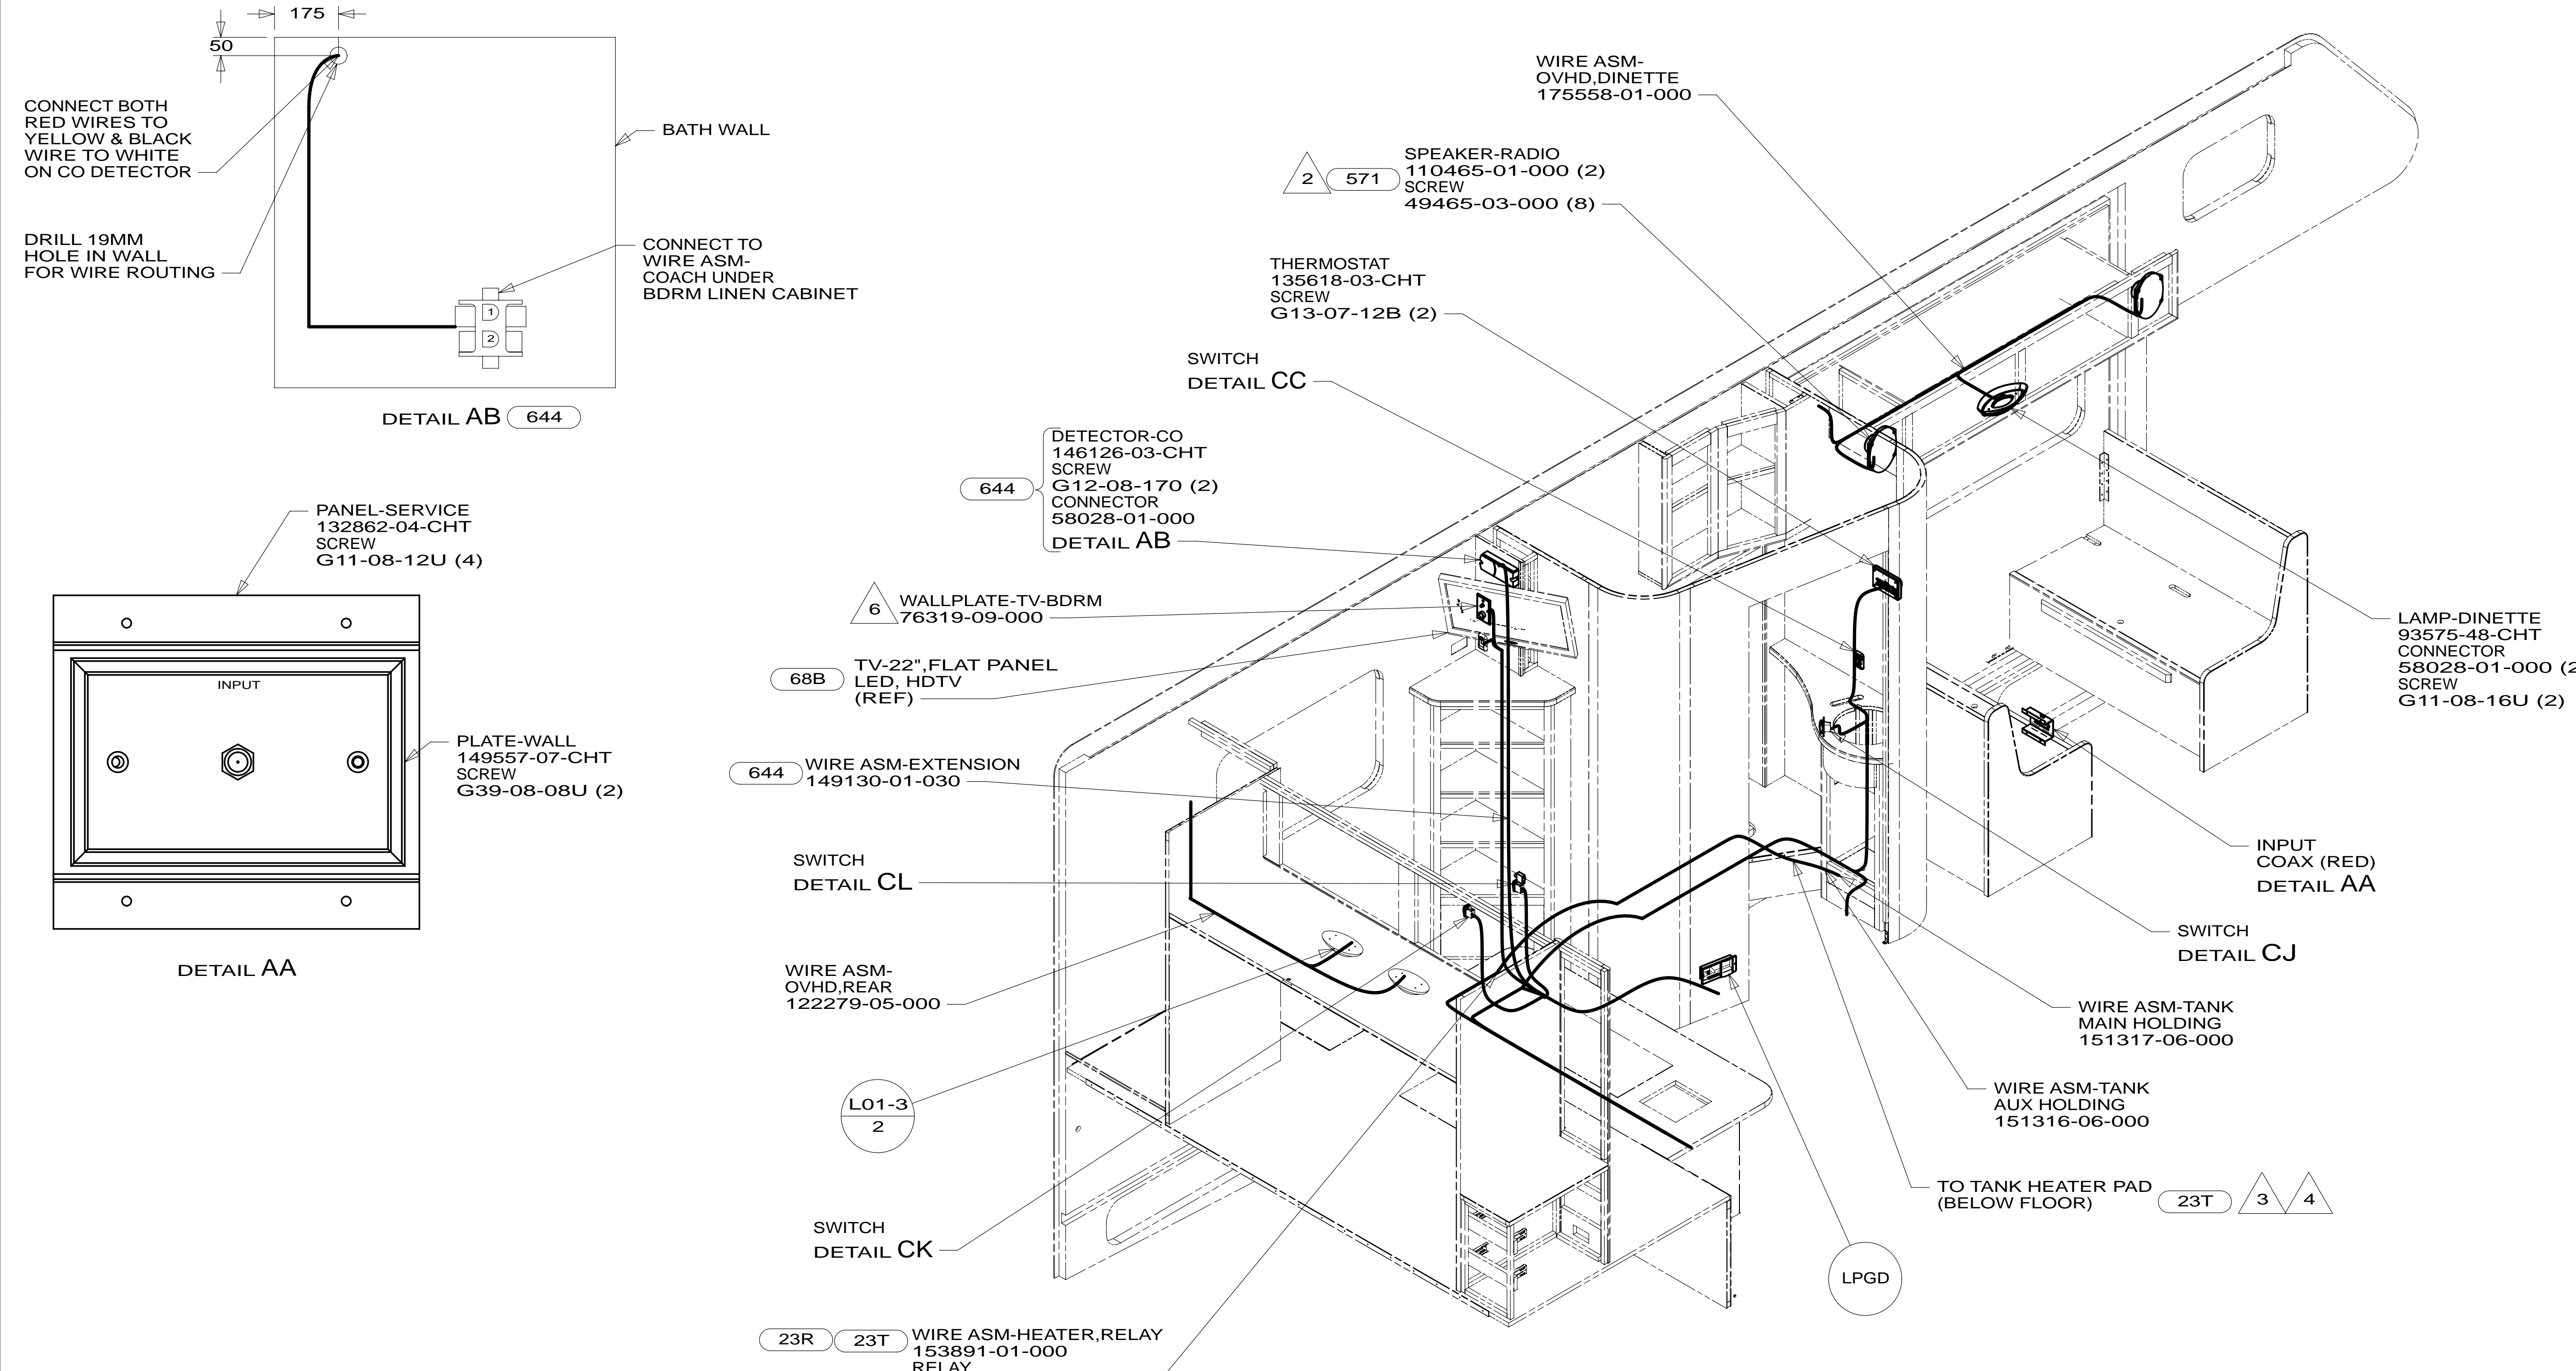 175
50
CONNECT BOTH
RED WIRES TO
YELLOW & BLACK
WIRE TO WHITE
ON CO DETECTOR
DRILL 19MM
HOLE IN WALL
FOR WIRE ROUTING
BATH WALL
CONNECT TO
WIRE ASM-
COACH UNDER
BDRM LINEN CABINET
1
2
DETAIL AB 644
PANEL-SERVICE
132862-04-CHT
SCREW
G11-08-12U (4)
INPUT
PLATE-WALL
149557-07-CHT
SCREW
G39-08-08U (2)
DETAIL AA
WIRE ASM-
OVHD,DINETTE
175558-01-000
2 571
SPEAKER-RADIO
110465-01-000 (2)
SCREW
49465-03-000 (8)
THERMOSTAT
135618-03-CHT
SCREW
G13-07-12B (2)
SWITCH
DETAIL CC
644
DETECTOR-CO
146126-03-CHT
SCREW
G12-08-170 (2)
CONNECTOR
58028-01-000
DETAIL AB
6
WALLPLATE-TV-BDRM
76319-09-000
68B
TV-22",FLAT PANEL
LED, HDTV
(REF)
644
WIRE ASM-EXTENSION
149130-01-030
SWITCH
DETAIL CL
WIRE ASM-
OVHD,REAR
122279-05-000
L01-3
2
SWITCH
DETAIL CK
23R 23T
WIRE ASM-HEATER,RELAY
153891-01-000
RELAY
LAMP-DINETTE
93575-48-CHT
CONNECTOR
58028-01-000 (2
SCREW
G11-08-16U (2)
INPUT
COAX (RED)
DETAIL AA
SWITCH
DETAIL CJ
WIRE ASM-TANK
MAIN HOLDING
151317-06-000
WIRE ASM-TANK
AUX HOLDING
151316-06-000
TO TANK HEATER PAD
(BELOW FLOOR)
23T 3 4
LPGD